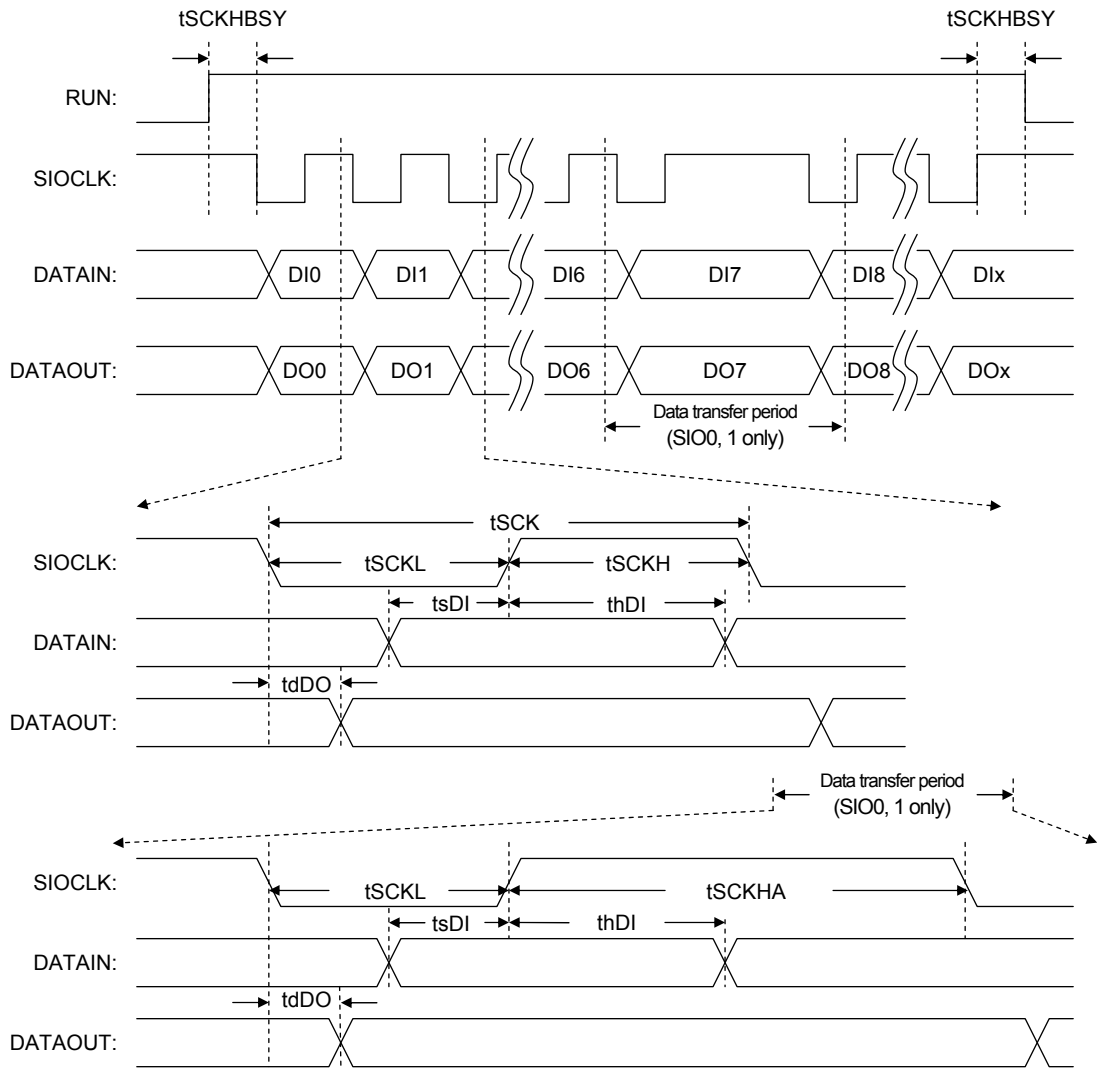 tSCKHBSY tSCKHBSY
RUN:
SIOCLK:
DATAIN: DI0 DI1 DI6 DI7 DI8 DIx
DATAOUT: DO0 DO1 DO6 DO7 DO8 DOx
Data transfer period
(SIO0, 1 only)
tSCK
SIOCLK: tSCKL tSCKH
tsDI thDI
DATAIN:
tdDO
DATAOUT:
Data transfer period
(SIO0, 1 only)
SIOCLK: tSCKL tSCKHA
tsDI thDI
DATAIN:
tdDO
DATAOUT: